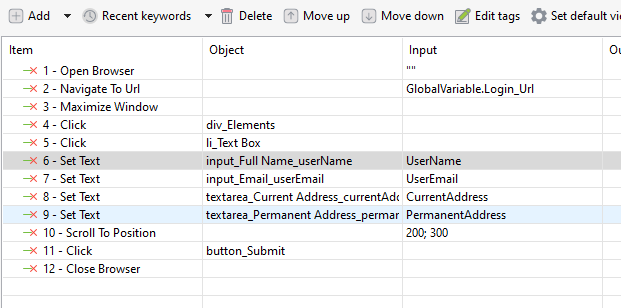 Add Recent keywords Delete Move up Move down Edit tags Set default vi
Item Object Input Ou
1 - Open Browser ""
2 - Navigate To Url GlobalVariable.Login_Url
3 - Maximize Window
4 - Click div_Elements
5 - Click li_Text Box
6 - Set Text input_Full Name_userName UserName
7 - Set Text input_Email_userEmail UserEmail
8 - Set Text textarea_Current Address_currentAdd CurrentAddress
9 - Set Text textarea_Permanent Address_perman PermanentAddress
10 - Scroll To Position 200; 300
11 - Click button_Submit
12 - Close Browser